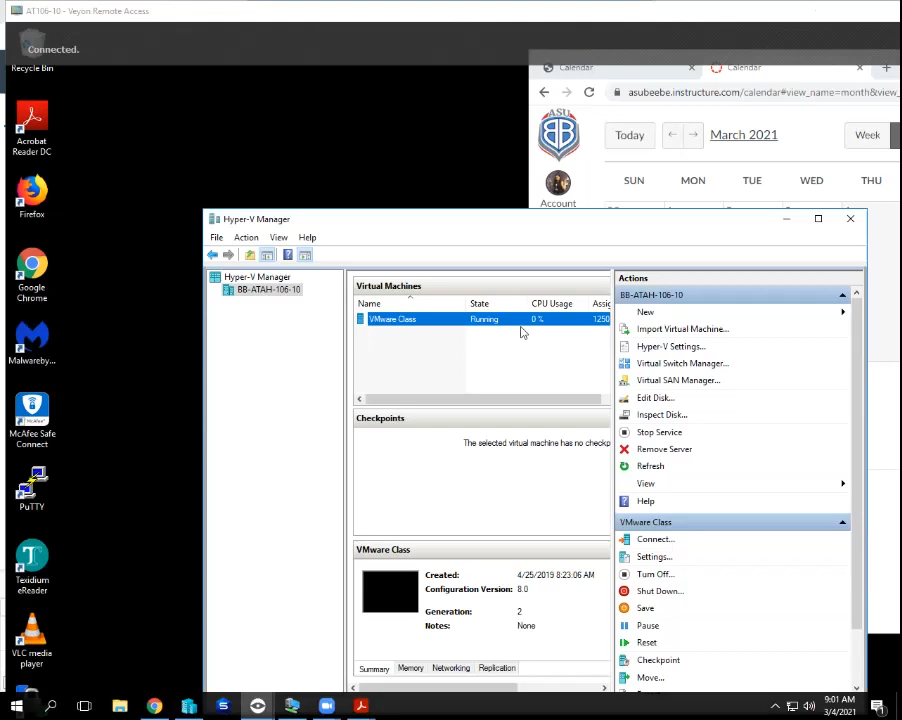 AT106-10 - Veyon Remote Access
Connected.
Recycle Bin
Acrobat
Reader DC
Firefox
Google
Chrome
Malwareby...
McAfee Safe
Connect
PuTTY
Texidium
eReader
VLC media
player
Calendar
Calendar
asubeebe.instructure.com/calendar#view_name=month&view_
ASU
BB
Account
Today
March 2021
Week
SUN MON TUE WED THU
Hyper-V Manager
File Action View Help
Hyper-V Manager
BB-ATAH-106-10
Virtual Machines
Name State CPU Usage Assig
VMware Class Running 0 % 1250
Checkpoints
The selected virtual machine has no checkp
VMware Class
Created: 4/25/2019 8:23:06 AM
Configuration Version: 8.0
Generation: 2
Notes: None
Summary Memory Networking Replication
Actions
BB-ATAH-106-10
New
Import Virtual Machine...
Hyper-V Settings...
Virtual Switch Manager...
Virtual SAN Manager...
Edit Disk...
Inspect Disk...
Stop Service
Remove Server
Refresh
View
Help
VMware Class
Connect...
Settings...
Turn Off...
Shut Down...
Save
Pause
Reset
Checkpoint
Move...
9:01 AM
3/4/2021